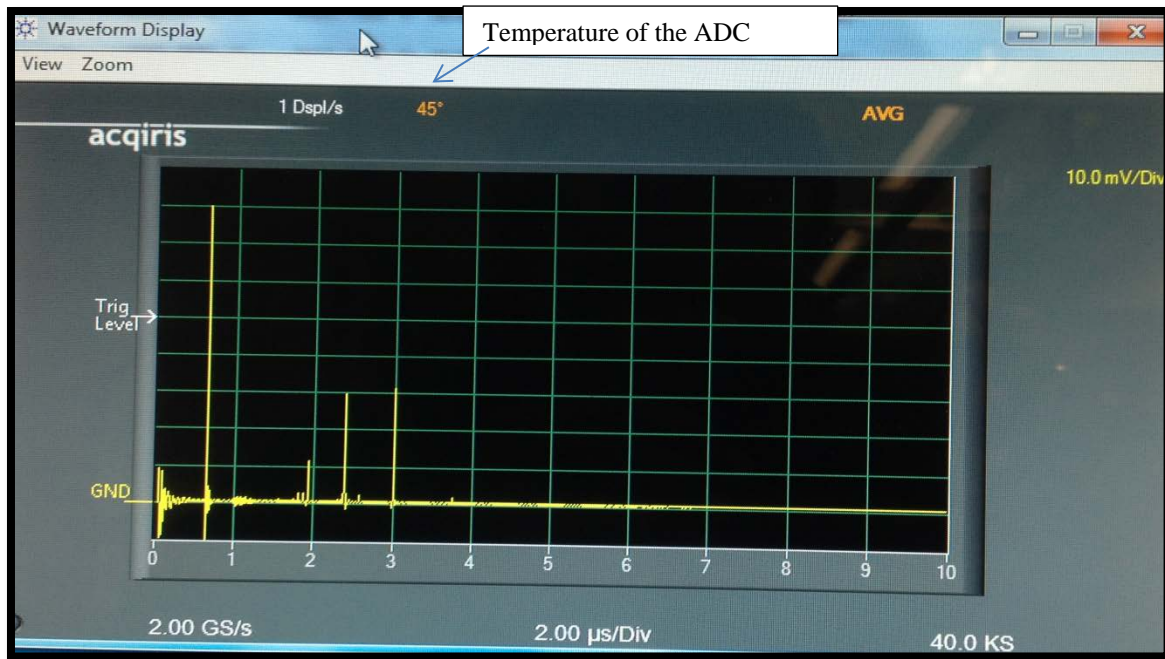 Waveform Display
Temperature of the ADC
View Zoom
1 Dspl/s
45°
AVG
acqiris
10.0 mV/Div
Trig
Level
GND
0 1 2 3 4 5 6 7 8 9 10
2.00 GS/s
2.00 µs/Div
40.0 KS